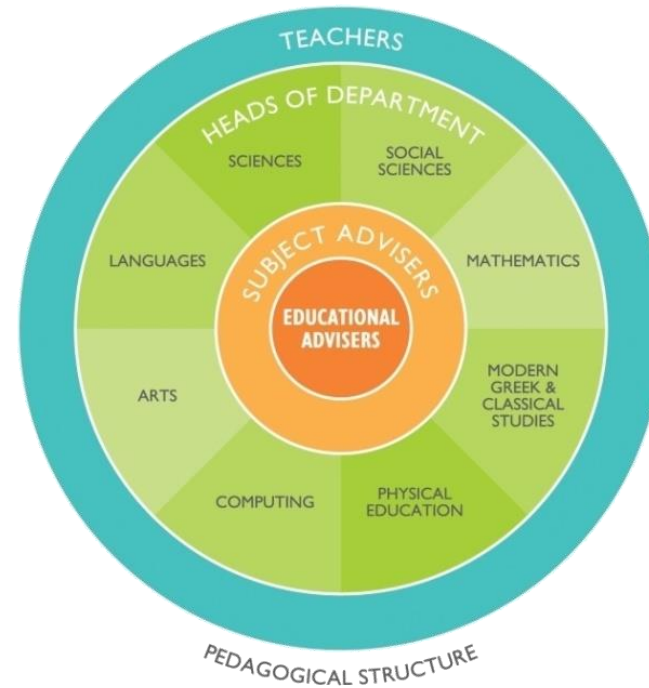 TEACHERS
HEADS OF DEPARTMENT
SCIENCES
SOCIAL
SCIENCES
LANGUAGES
SUBJECT ADVISERS
MATHEMATICS
EDUCATIONAL
ADVISERS
ARTS
MODERN
GREEK &
CLASSICAL
STUDIES
COMPUTING
PHYSICAL
EDUCATION
PEDAGOGICAL STRUCTURE